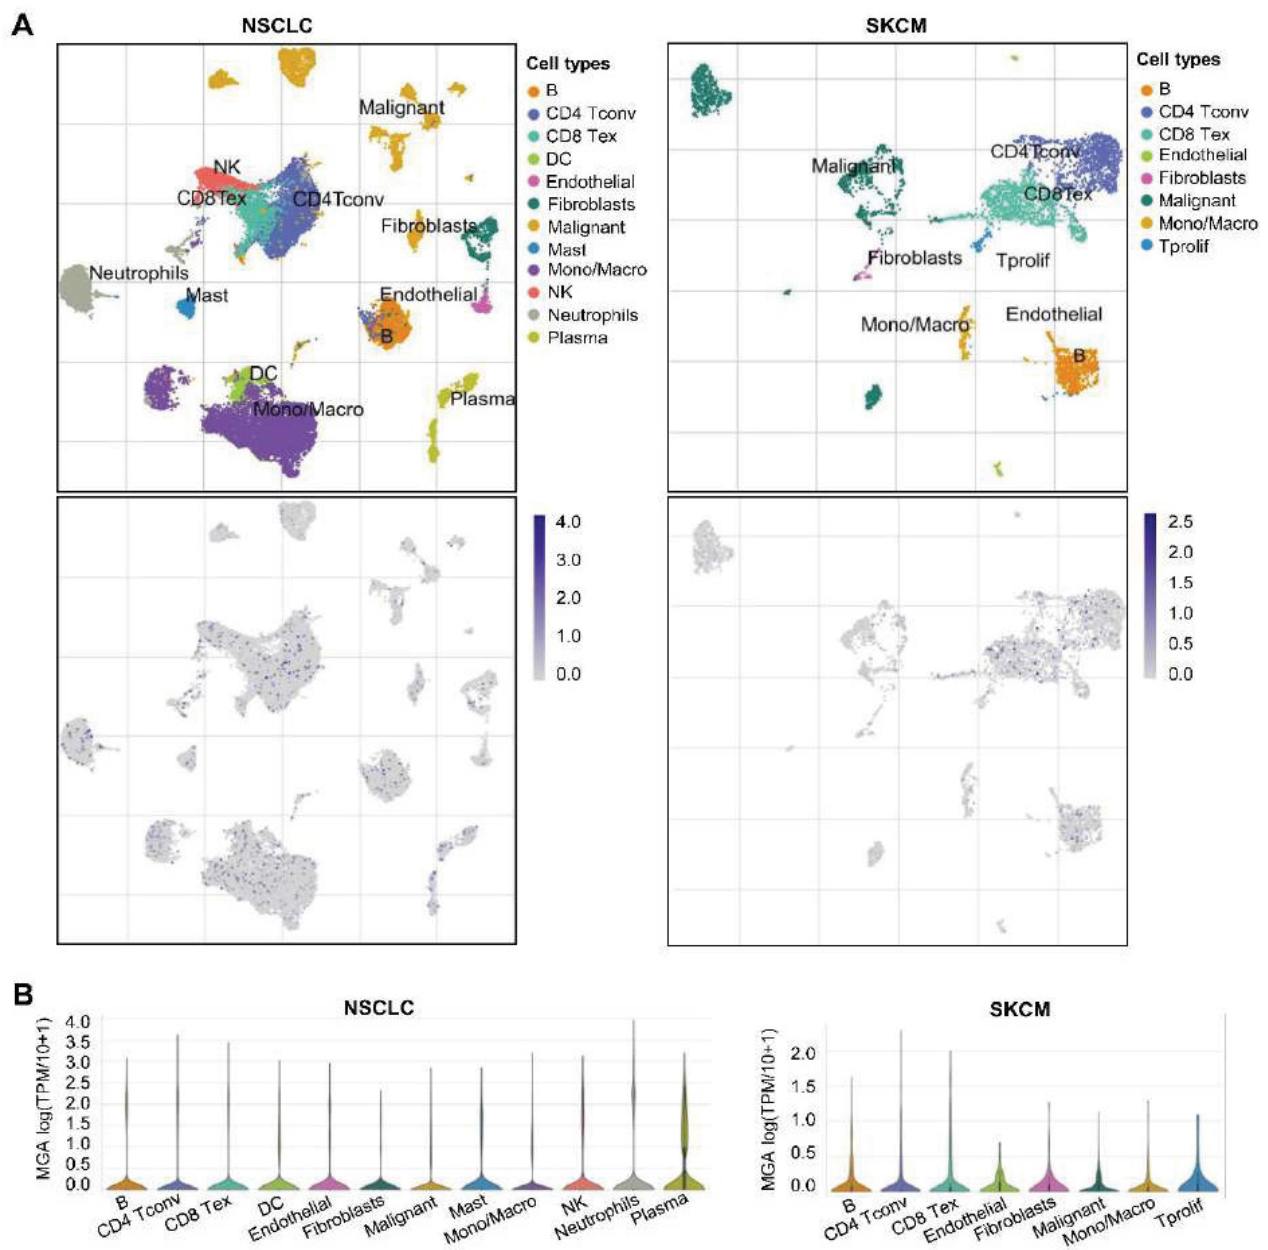 A
NSCLC
SKCM
Malignant
NK
CD8Tex
CD4Tconv
Fibroblasts
Neutrophils
Mast
Endothelial
B
DC
Mono/Macro
Plasma
Cell types
B
CD4 Tconv
CD8 Tex
DC
Endothelial
Fibroblasts
Malignant
Mast
Mono/Macro
NK
Neutrophils
Plasma
CD4Tconv
Malignant
CD8Tex
Fibroblasts
Tprolif
Mono/Macro
Endothelial
B
Cell types
B
CD4 Tconv
CD8 Tex
Endothelial
Fibroblasts
Malignant
Mono/Macro
Tprolif
4.0
3.0
2.0
1.0
0.0
2.5
2.0
1.5
1.0
0.5
0.0
B
NSCLC
MGA log(TPM/10+1)
4.0
3.5
3.0
2.5
2.0
1.5
1.0
0.5
0.0
B
CD4 Tconv
CD8 Tex
DC
Endothelial
Fibroblasts
Malignant
Mast
Mono/Macro
NK
Neutrophils
Plasma
SKCM
MGA log(TPM/10+1)
2.0
1.5
1.0
0.5
0.0
B
CD4 Tconv
CD8 Tex
Endothelial
Fibroblasts
Malignant
Mono/Macro
Tprolif